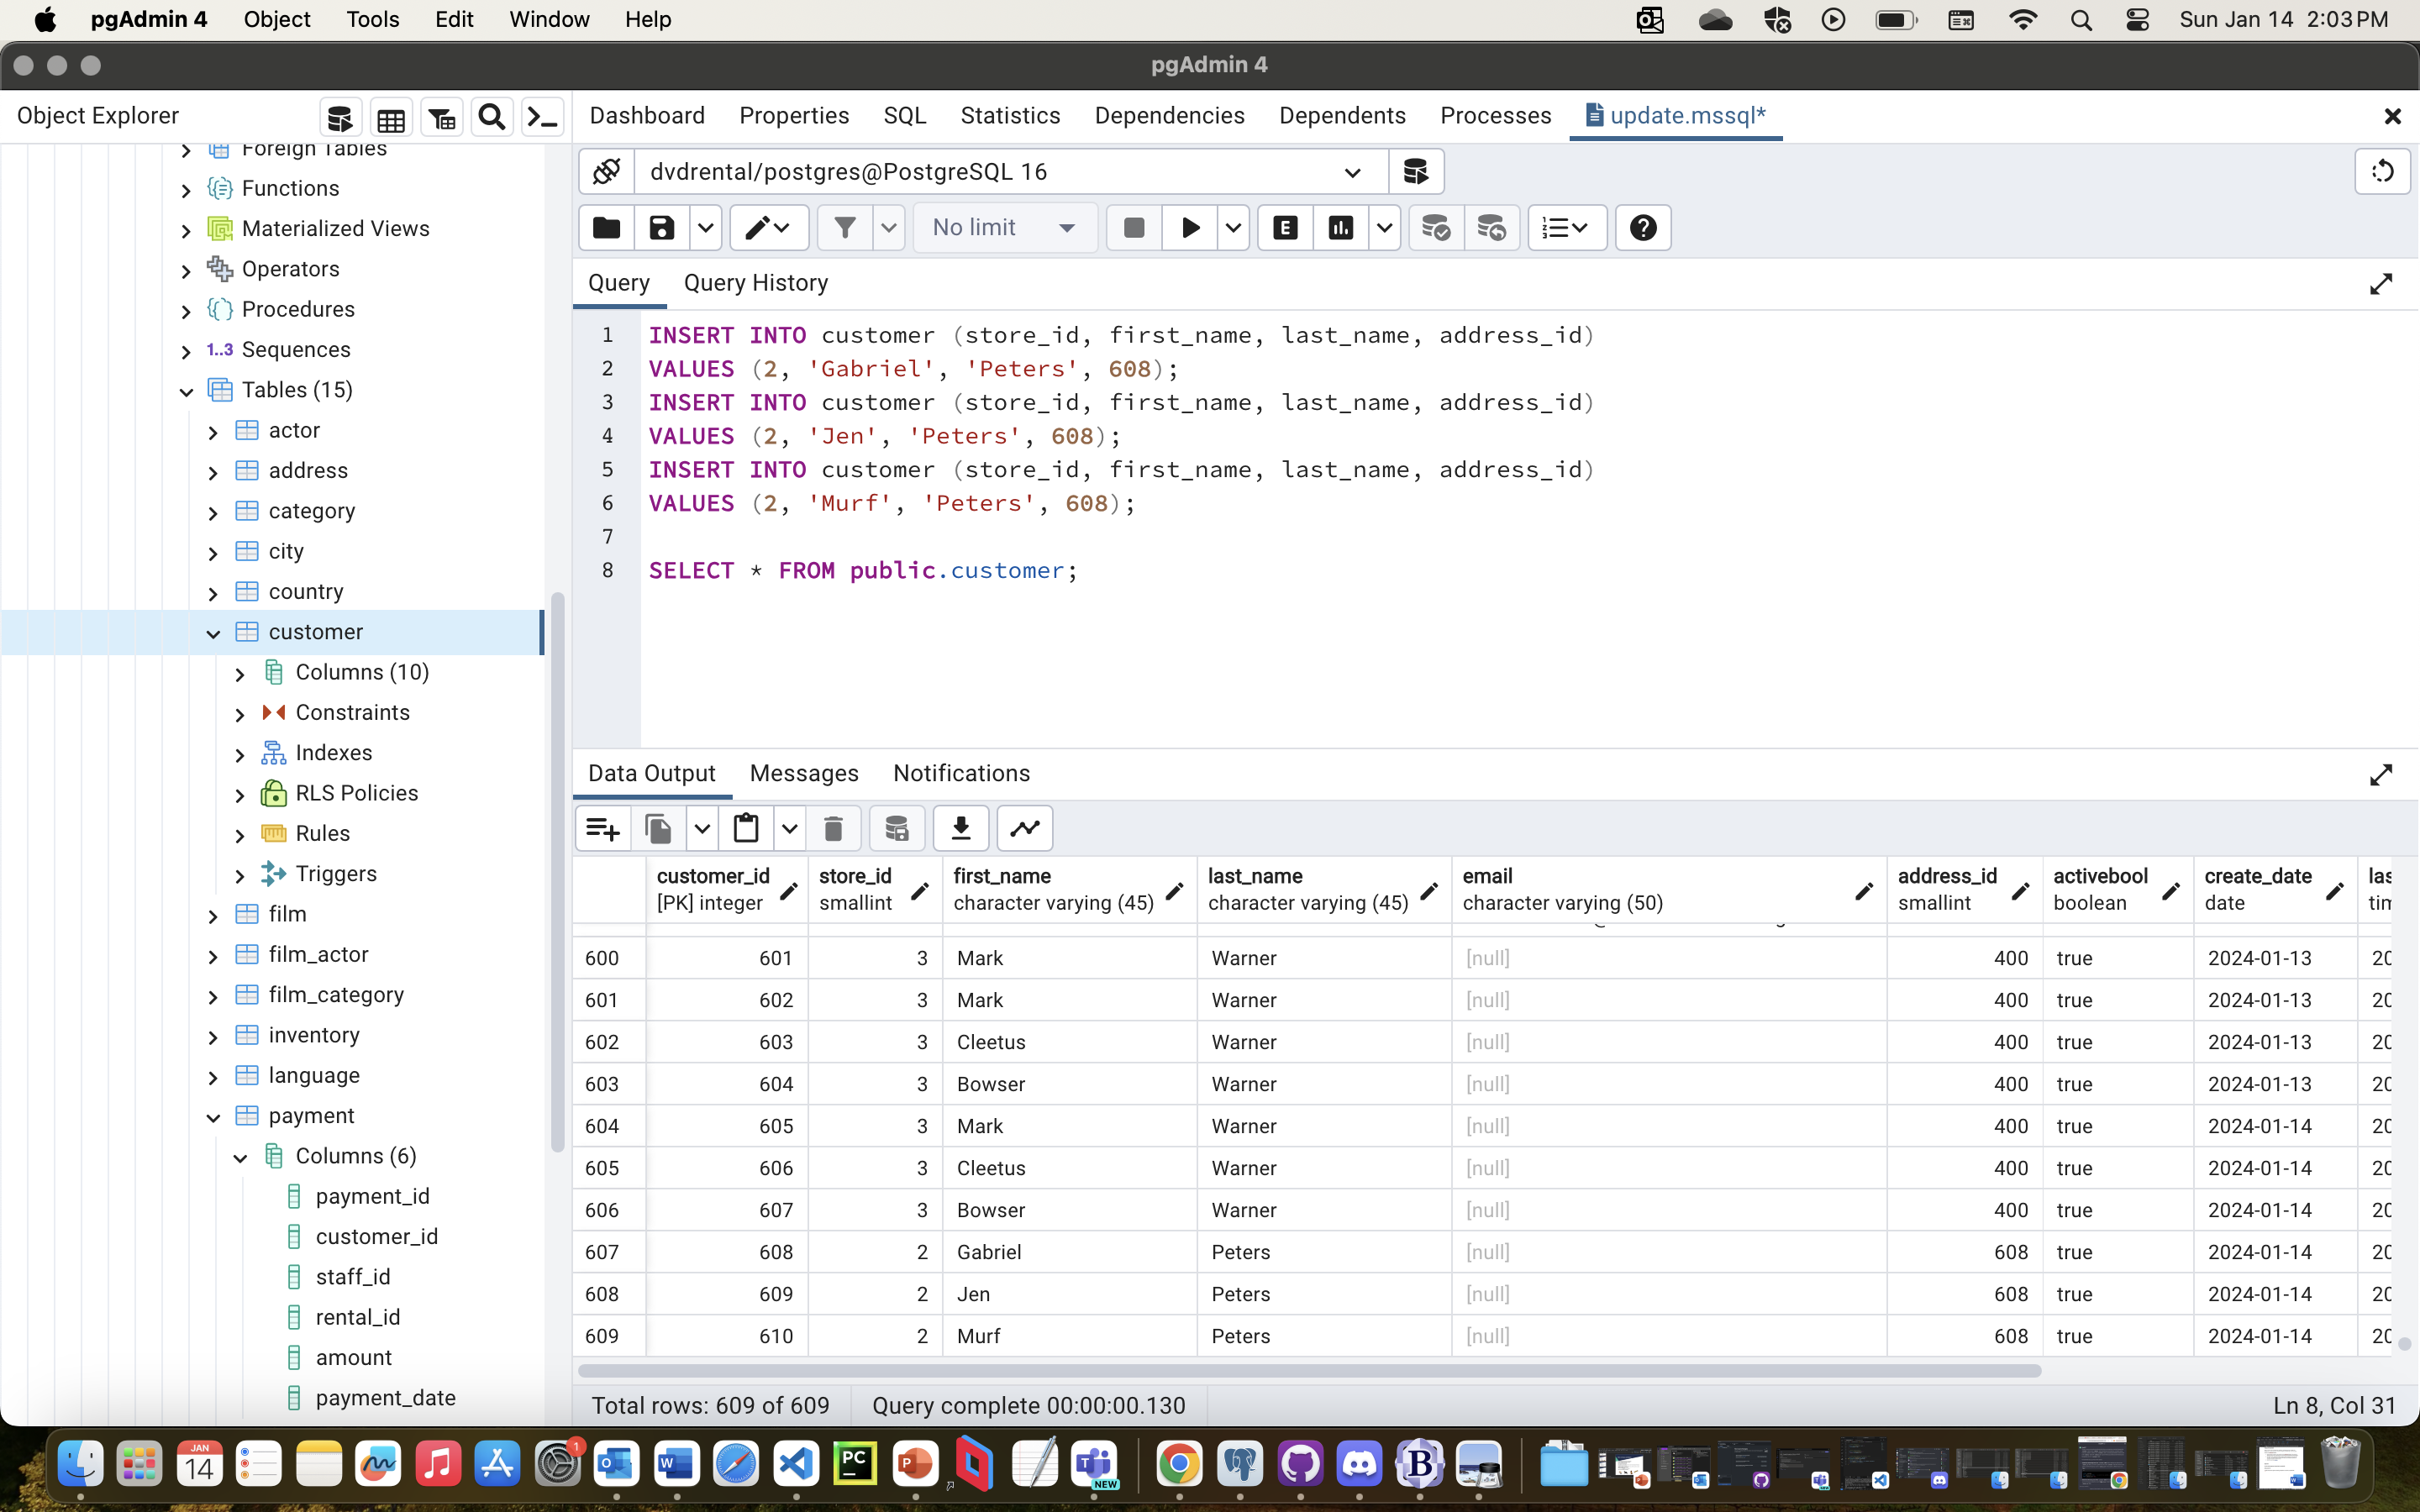 pgAdmin 4 Object Tools Edit Window Help Sun Jan 14 2:03 PM
pgAdmin 4
Object Explorer
Dashboard Properties SQL Statistics Dependencies Dependents Processes update.mssql*
Foreign Tables
Functions
Materialized Views
Operators
Procedures
1..3 Sequences
Tables (15)
actor
address
category
city
country
customer
Columns (10)
Constraints
Indexes
RLS Policies
Rules
Triggers
film
film_actor
film_category
inventory
language
payment
Columns (6)
payment_id
customer_id
staff_id
rental_id
amount
payment_date
dvdrental/postgres@PostgreSQL 16
No limit
E
Query Query History
1 INSERT INTO customer (store_id, first_name, last_name, address_id)
2 VALUES (2, 'Gabriel', 'Peters', 608);
3 INSERT INTO customer (store_id, first_name, last_name, address_id)
4 VALUES (2, 'Jen', 'Peters', 608);
5 INSERT INTO customer (store_id, first_name, last_name, address_id)
6 VALUES (2, 'Murf', 'Peters', 608);
7
8 SELECT * FROM public.customer;
Data Output Messages Notifications
customer_id store_id first_name last_name email address_id activebool create_date las
[PK] integer smallint character varying (45) character varying (45) character varying (50) smallint boolean date tim
600 601 3 Mark Warner [null] 400 true 2024-01-13 20
601 602 3 Mark Warner [null] 400 true 2024-01-13 20
602 603 3 Cleetus Warner [null] 400 true 2024-01-13 20
603 604 3 Bowser Warner [null] 400 true 2024-01-13 20
604 605 3 Mark Warner [null] 400 true 2024-01-14 20
605 606 3 Cleetus Warner [null] 400 true 2024-01-14 20
606 607 3 Bowser Warner [null] 400 true 2024-01-14 20
607 608 2 Gabriel Peters [null] 608 true 2024-01-14 20
608 609 2 Jen Peters [null] 608 true 2024-01-14 20
609 610 2 Murf Peters [null] 608 true 2024-01-14 20
Total rows: 609 of 609 Query complete 00:00:00.130 Ln 8, Col 31
JAN
14
1
PC
NEW
B